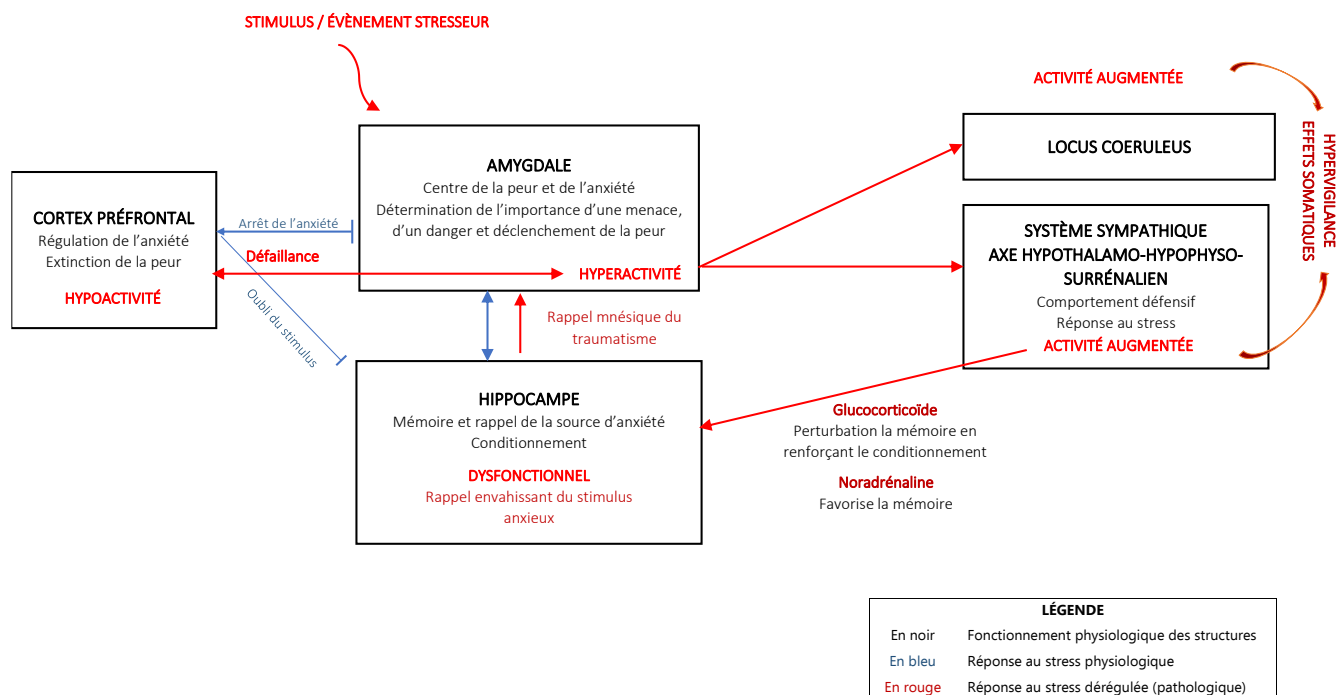 STIMULUS / ÉVÈNEMENT STRESSEUR
CORTEX PRÉFRONTAL
Régulation de l’anxiété
Extinction de la peur
HYPOACTIVITÉ
Arrêt de l’anxiété
Défaillance
Oubli du stimulus
AMYGDALE
Centre de la peur et de l’anxiété
Détermination de l’importance d’une menace,
d’un danger et déclenchement de la peur
HYPERACTIVITÉ
Rappel mnésique du
traumatisme
HIPPOCAMPE
Mémoire et rappel de la source d’anxiété
Conditionnement
DYSFONCTIONNEL
Rappel envahissant du stimulus
anxieux
ACTIVITÉ AUGMENTÉE
LOCUS COERULEUS
SYSTÈME SYMPATHIQUE
AXE HYPOTHALAMO-HYPOPHYSO-
SURRÉNALIEN
Comportement défensif
Réponse au stress
ACTIVITÉ AUGMENTÉE
HYPERVIGILANCE
EFFETS SOMATIQUES
Glucocorticoïde
Perturbation la mémoire en
renforçant le conditionnement
Noradrénaline
Favorise la mémoire
LÉGENDE
En noir Fonctionnement physiologique des structures
En bleu Réponse au stress physiologique
En rouge Réponse au stress dérégulée (pathologique)